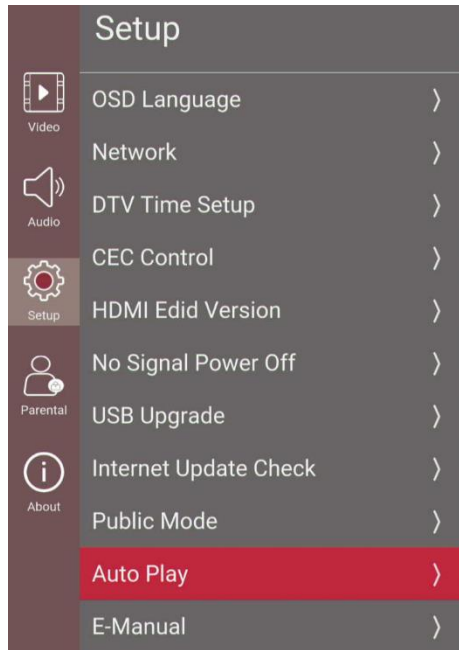 Setup
Video
Audio
Setup
Parental
About
OSD Language
Network
DTV Time Setup
CEC Control
HDMI Edid Version
No Signal Power Off
USB Upgrade
Internet Update Check
Public Mode
Auto Play
E-Manual